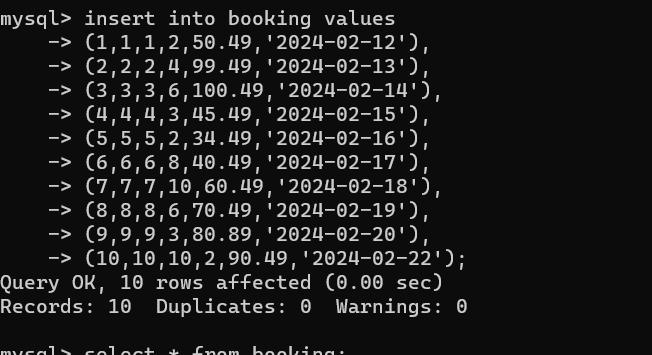 mysql> insert into booking values
    -> (1,1,1,2,50.49,'2024-02-12'),
    -> (2,2,2,4,99.49,'2024-02-13'),
    -> (3,3,3,6,100.49,'2024-02-14'),
    -> (4,4,4,3,45.49,'2024-02-15'),
    -> (5,5,5,2,34.49,'2024-02-16'),
    -> (6,6,6,8,40.49,'2024-02-17'),
    -> (7,7,7,10,60.49,'2024-02-18'),
    -> (8,8,8,6,70.49,'2024-02-19'),
    -> (9,9,9,3,80.89,'2024-02-20'),
    -> (10,10,10,2,90.49,'2024-02-22');
Query OK, 10 rows affected (0.00 sec)
Records: 10  Duplicates: 0  Warnings: 0
mysql> select * from booking;